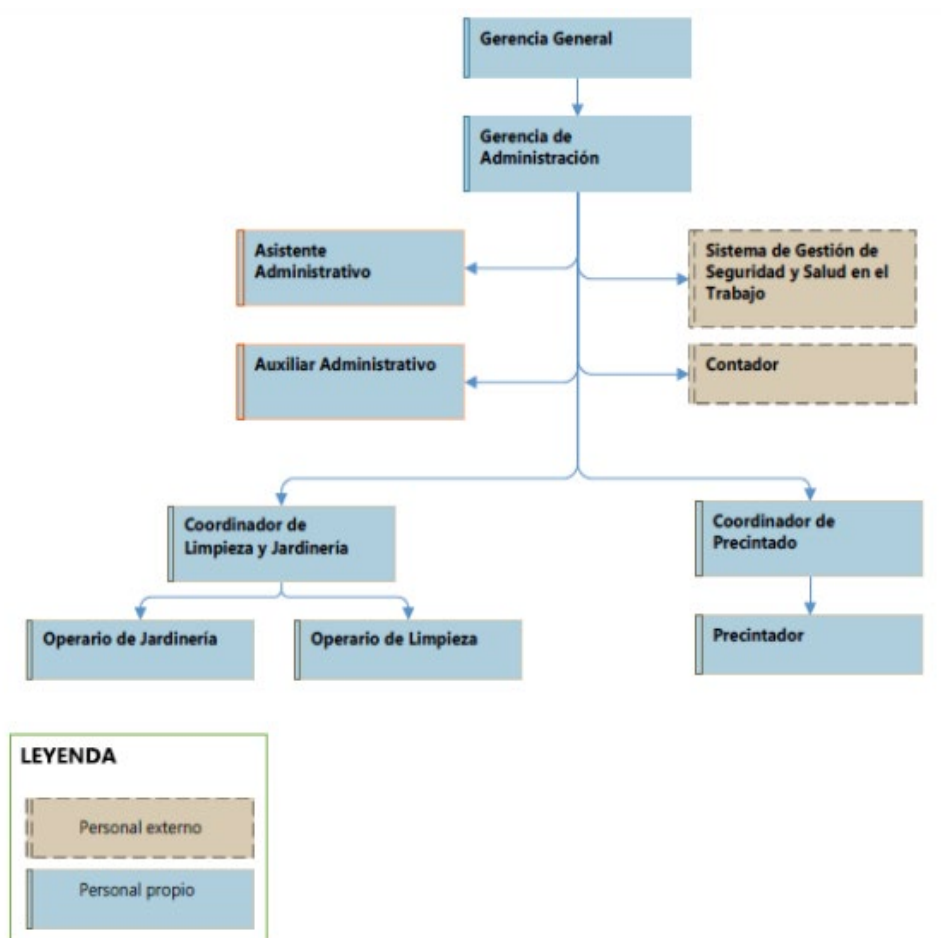 Gerencia General
Gerencia de
Administración
Asistente
Administrativo
Sistema de Gestión de
Seguridad y Salud en el
Trabajo
Auxiliar Administrativo
Contador
Coordinador de
Limpieza y Jardinería
Coordinador de
Precintado
Operario de Jardinería
Operario de Limpieza
Precintador
LEYENDA
Personal externo
Personal propio